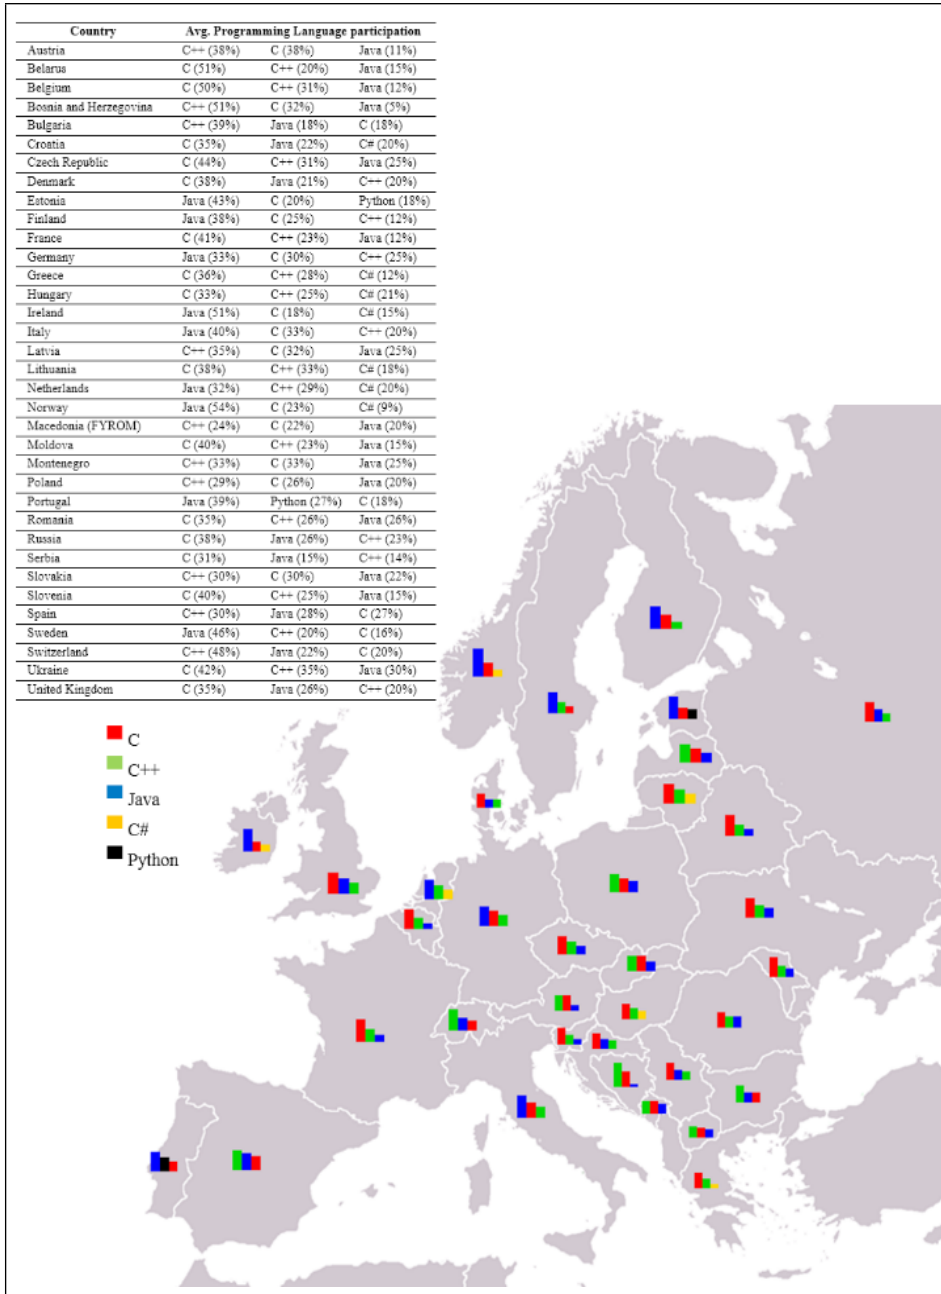 Country Avg. Programming Language participation
Austria C++ (38%) C (38%) Java (11%)
Belarus C (51%) C++ (20%) Java (15%)
Belgium C (50%) C++ (31%) Java (12%)
Bosnia and Herzegovina C++ (51%) C (32%) Java (5%)
Bulgaria C++ (39%) Java (18%) C (18%)
Croatia C (35%) Java (22%) C# (20%)
Czech Republic C (44%) C++ (31%) Java (25%)
Denmark C (38%) Java (21%) C++ (20%)
Estonia Java (43%) C (20%) Python (18%)
Finland Java (38%) C (25%) C++ (12%)
France C (41%) C++ (23%) Java (12%)
Germany Java (33%) C (30%) C++ (25%)
Greece C (36%) C++ (28%) C# (12%)
Hungary C (33%) C++ (25%) C# (21%)
Ireland Java (51%) C (18%) C# (15%)
Italy Java (40%) C (33%) C++ (20%)
Latvia C++ (35%) C (32%) Java (25%)
Lithuania C (38%) C++ (33%) C# (18%)
Netherlands Java (32%) C++ (29%) C# (20%)
Norway Java (54%) C (23%) C# (9%)
Macedonia (FYROM) C++ (24%) C (22%) Java (20%)
Moldova C (40%) C++ (23%) Java (15%)
Montenegro C++ (33%) C (33%) Java (25%)
Poland C++ (29%) C (26%) Java (20%)
Portugal Java (39%) Python (27%) C (18%)
Romania C (35%) C++ (26%) Java (26%)
Russia C (38%) Java (26%) C++ (23%)
Serbia C (31%) Java (15%) C++ (14%)
Slovakia C++ (30%) C (30%) Java (22%)
Slovenia C (40%) C++ (25%) Java (15%)
Spain C++ (30%) Java (28%) C (27%)
Sweden Java (46%) C++ (20%) C (16%)
Switzerland C++ (48%) Java (22%) C (20%)
Ukraine C (42%) C++ (35%) Java (30%)
United Kingdom C (35%) Java (26%) C++ (20%)
C
C++
Java
C#
Python